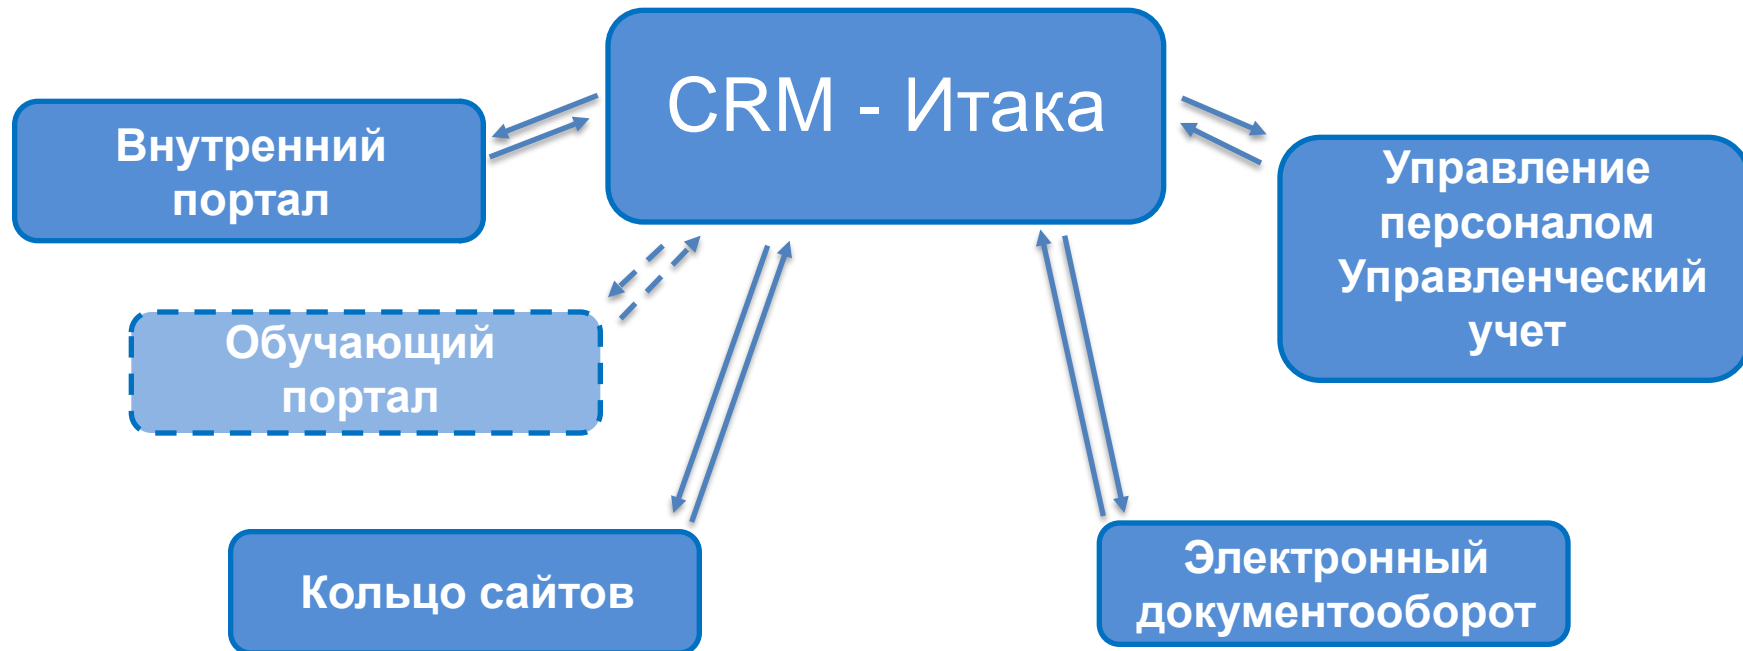 CRM - Итака
Внутренний
портал
Управление
персоналом
Управленческий
учет
Обучающий
портал
Кольцо сайтов
Электронный
документооборот